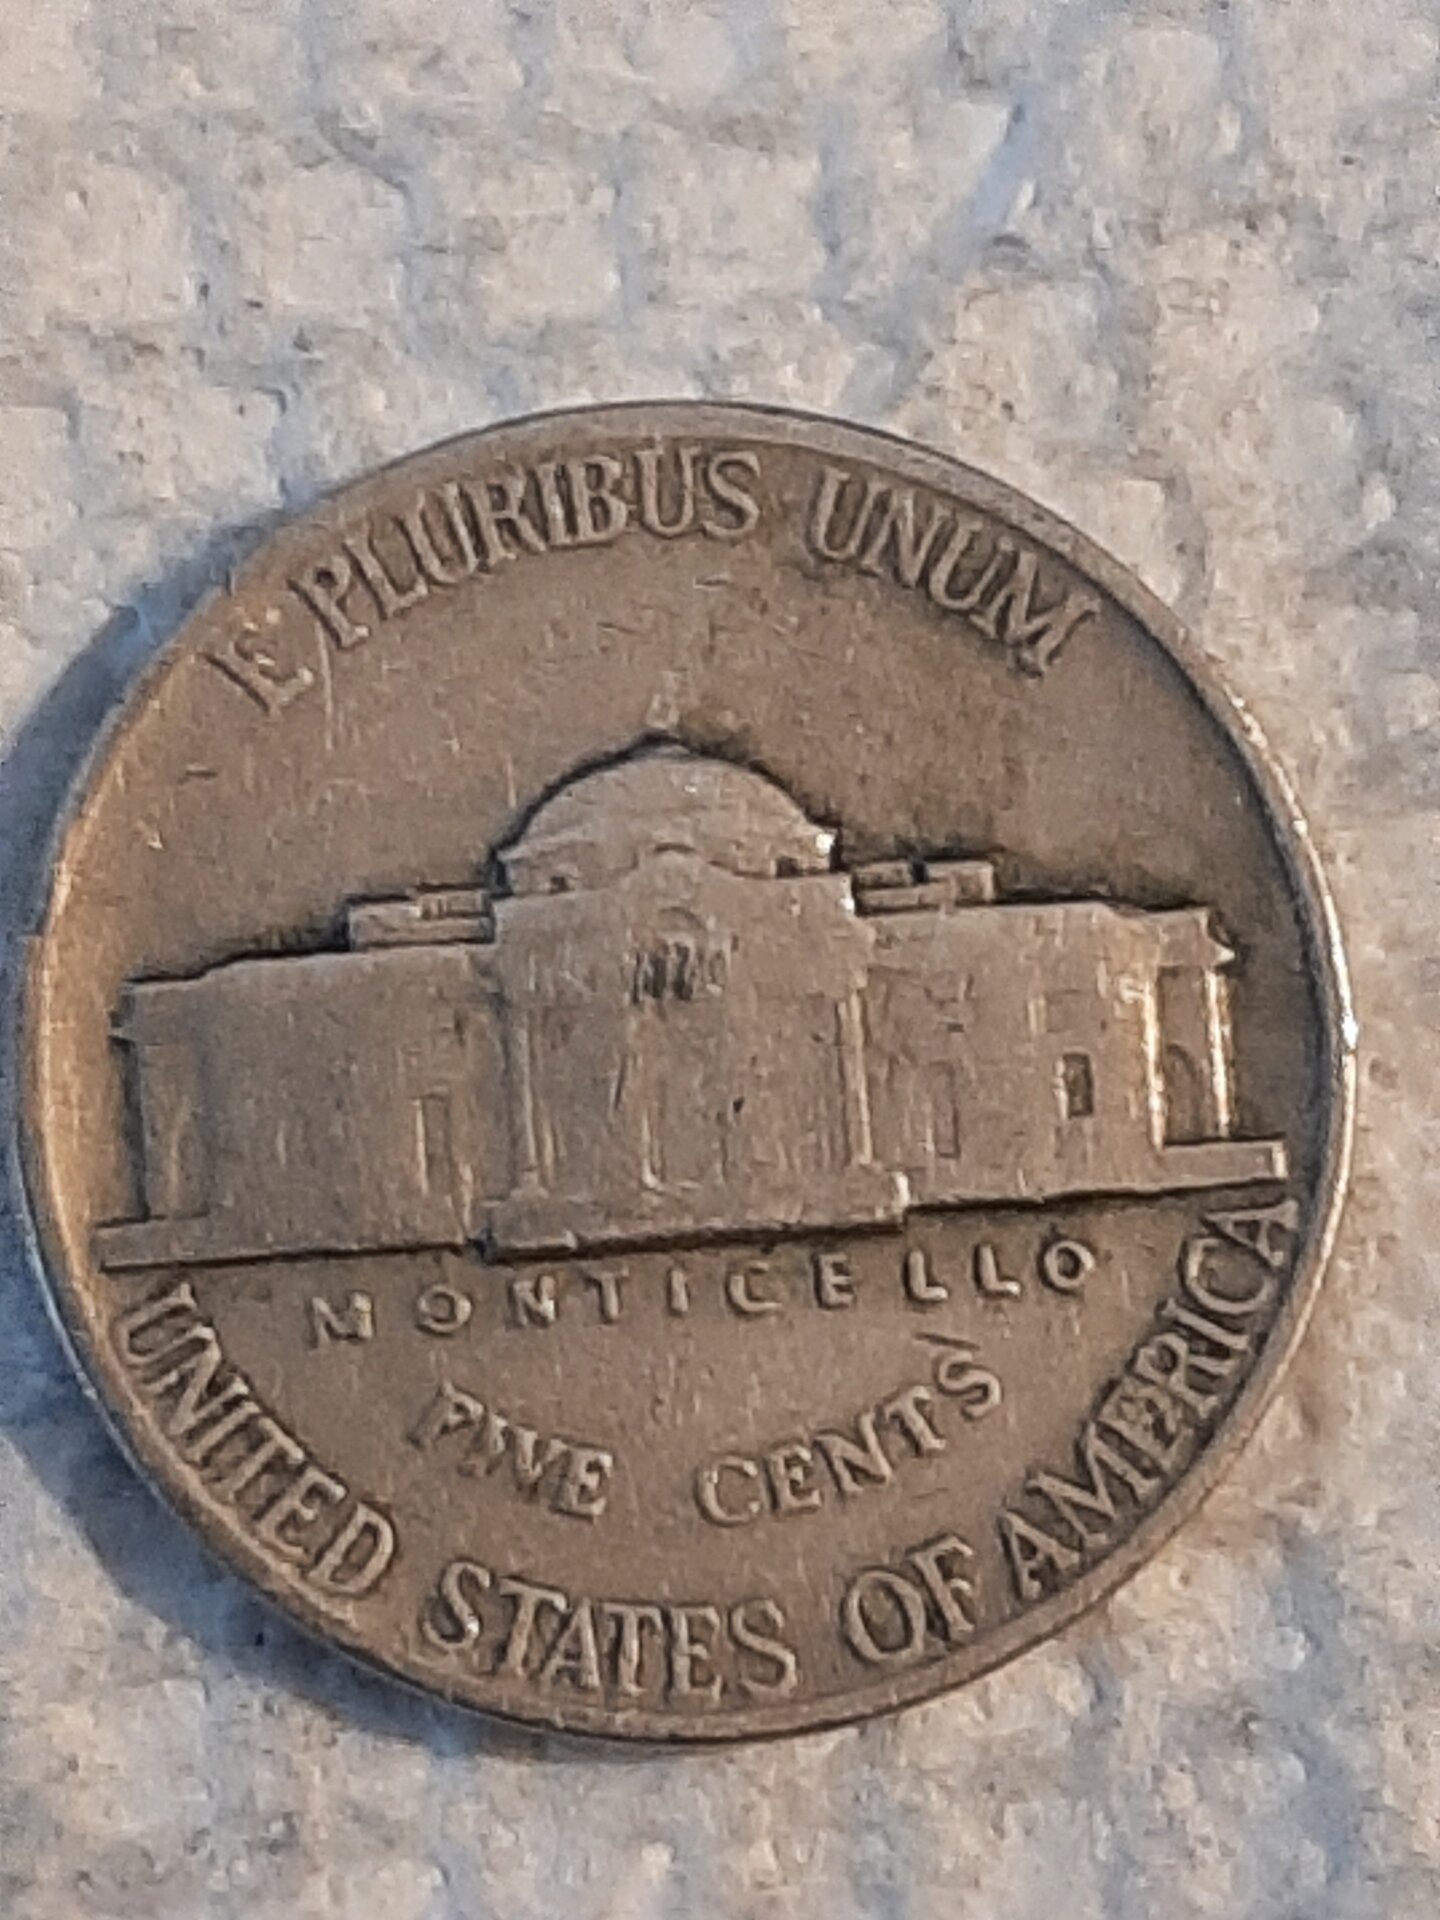 E PLURIBUS UNUM
MONTICELLO
FIVE CENTS
UNITED STATES OF AMERICA